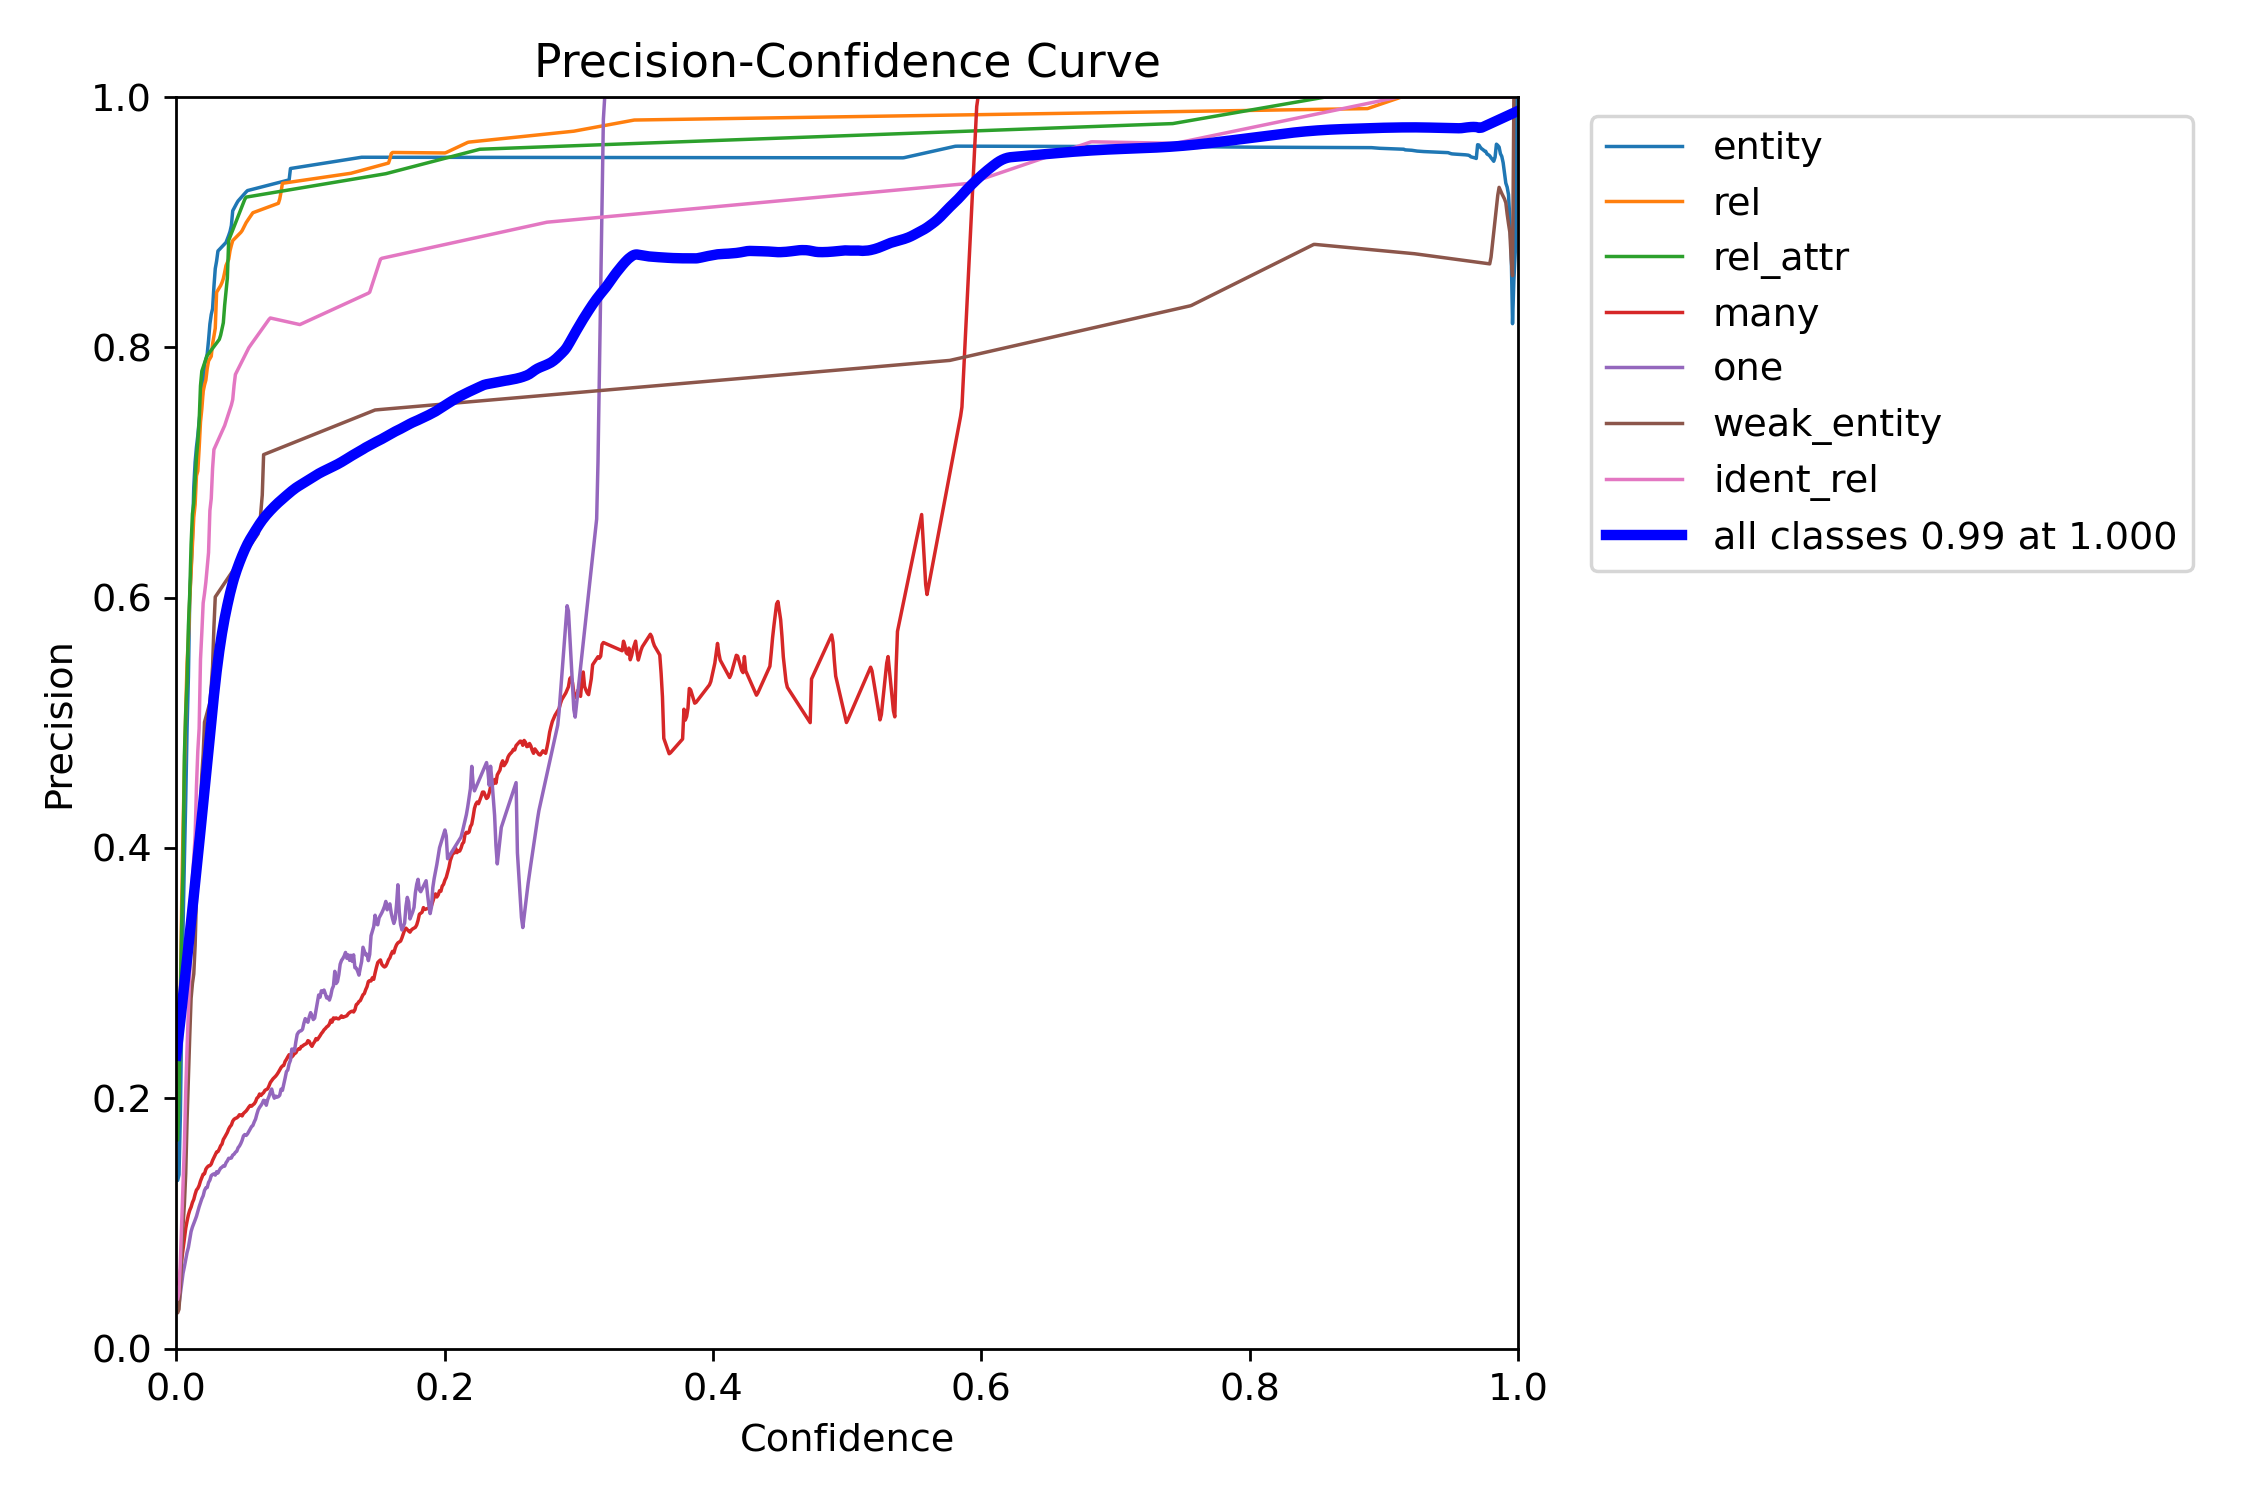 Precision-Confidence Curve
1.0
0.8
0.6
0.4
0.2
0.0
Precision
0.0 0.2 0.4 0.6 0.8 1.0
Confidence
entity
rel
rel_attr
many
one
weak_entity
ident_rel
all classes 0.99 at 1.000